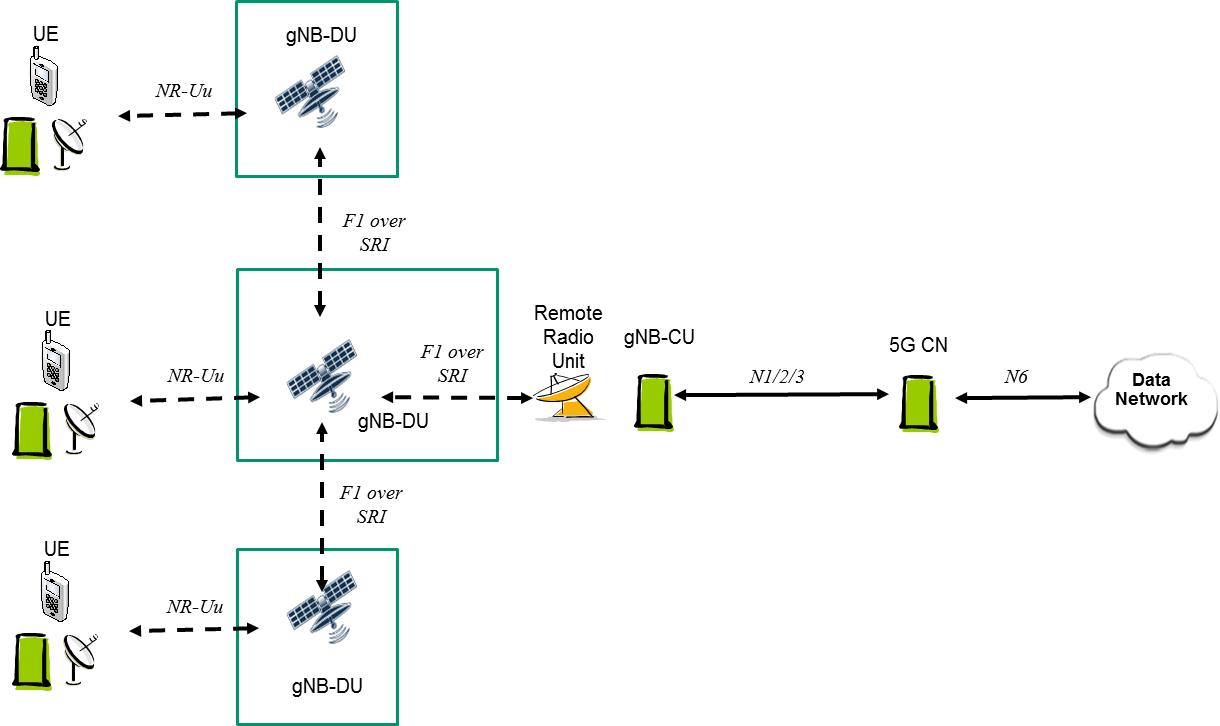 UE
gNB-DU
NR-Uu
F1 over
SRI
UE
NR-Uu
F1 over
SRI
gNB-DU
Remote
Radio
Unit
gNB-CU
N1/2/3
5G CN
N6
Data
Network
F1 over
SRI
UE
NR-Uu
gNB-DU